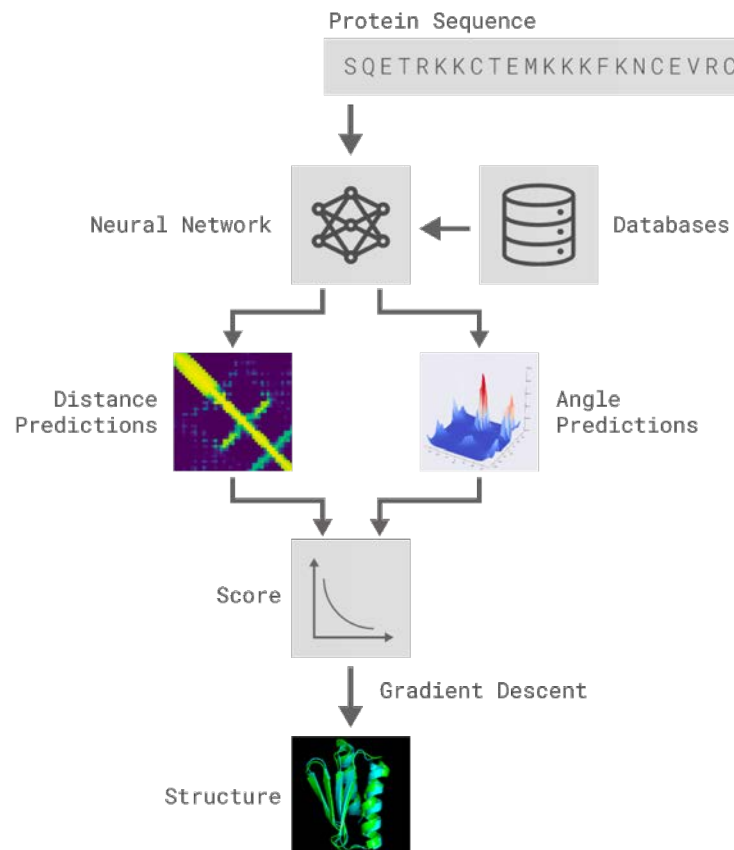 Protein Sequence
SQETRKKCTEMKKKFKNCEVRC
Neural Network
Databases
Distance
Predictions
Angle
Predictions
Score
Gradient Descent
Structure